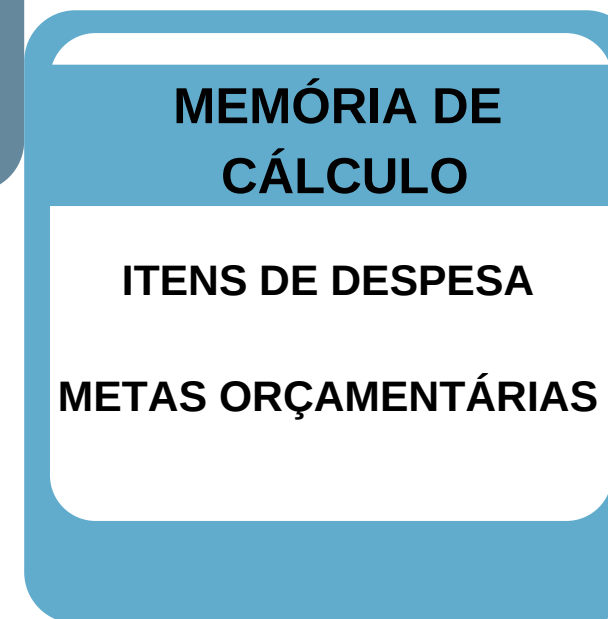 MEMÓRIA DE
CÁLCULO
ITENS DE DESPESA
METAS ORÇAMENTÁRIAS